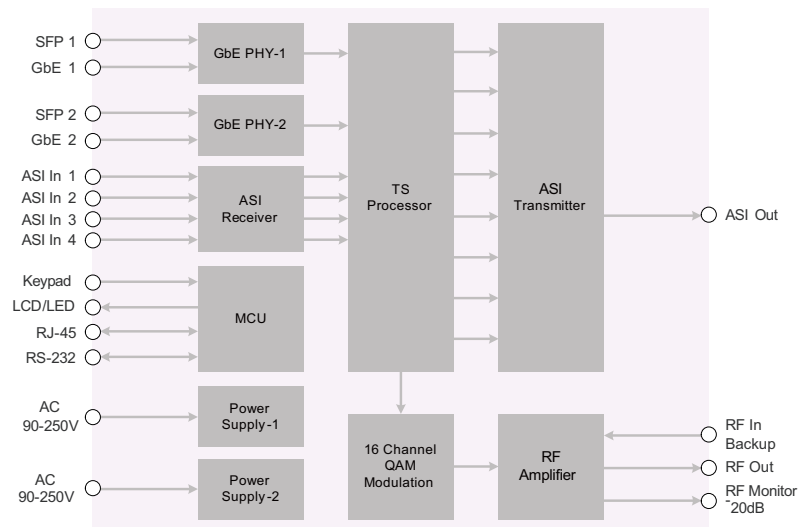 SFP 1
GbE 1
GbE PHY-1
SFP 2
GbE 2
GbE PHY-2
ASI In 1
ASI In 2
ASI In 3
ASI In 4
ASI
Receiver
TS
Processor
ASI
Transmitter
ASI Out
Keypad
LCD/LED
RJ-45
RS-232
MCU
AC
90-250V
Power
Supply-1
AC
90-250V
Power
Supply-2
16 Channel
QAM
Modulation
RF
Amplifier
RF In
Backup
RF Out
RF Monitor
-20dB